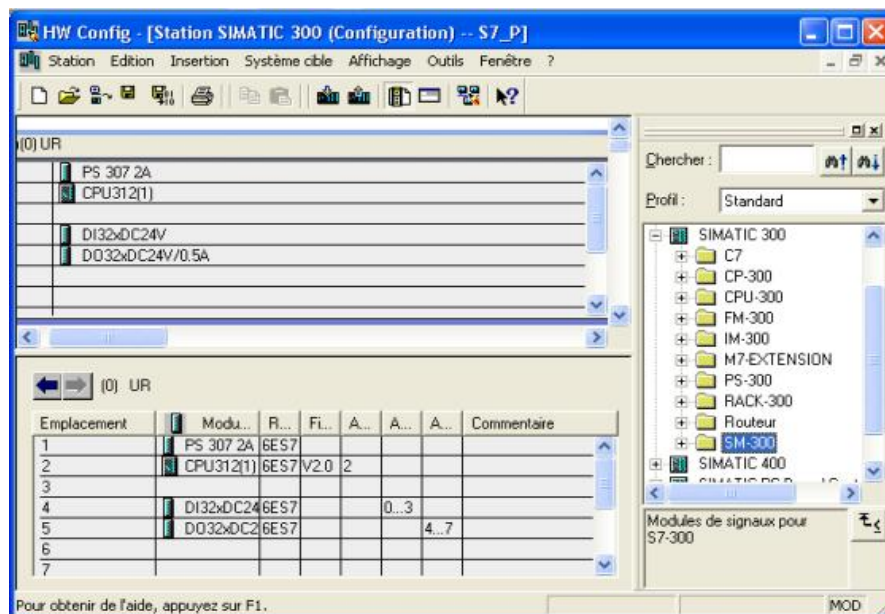 HW Config - [Station SIMATIC 300 (Configuration) -- S7_P]
Station Edition Insertion Système cible Affichage Outils Fenêtre ?
(0) UR
PS 307 2A
CPU312(1)
DI32xDC24V
DO32xDC24V/0.5A
(0) UR
Emplacement Modu... R... Fi... A... A... A... Commentaire
1 PS 307 2A 6ES7
2 CPU312(1) 6ES7 V2.0 2
3
4 DI32xDC24 6ES7 0...3
5 DO32xDC2 6ES7 4...7
6
7
Chercher :
Profil : Standard
SIMATIC 300
C7
CP-300
CPU-300
FM-300
IM-300
M7-EXTENSION
PS-300
RACK-300
Routeur
SM-300
SIMATIC 400
Modules de signaux pour
S7-300
Pour obtenir de l'aide, appuyez sur F1. MOD